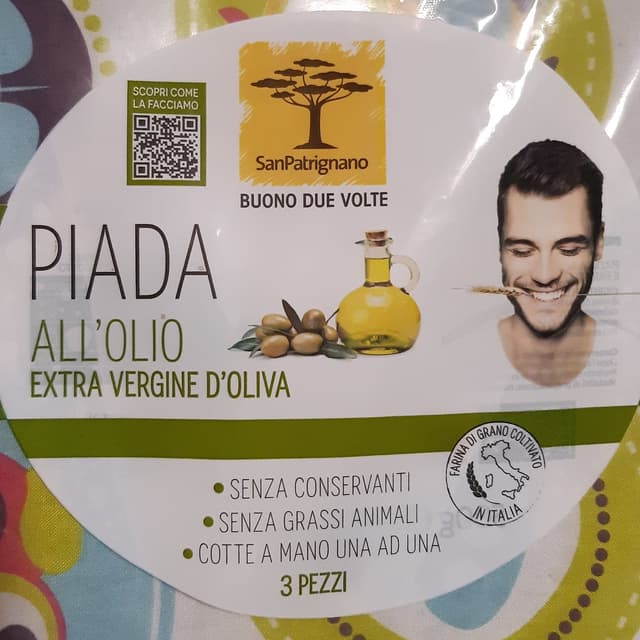 SCOPRI COME
LA FACCIAMO
SanPatrignano
BUONO DUE VOLTE
PIADA
ALL'OLIO
EXTRA VERGINE D'OLIVA
FARINA DI GRANO COLTIVATO
IN ITALIA
• SENZA CONSERVANTI
• SENZA GRASSI ANIMALI
• COTTE A MANO UNA AD UNA
3 PEZZI